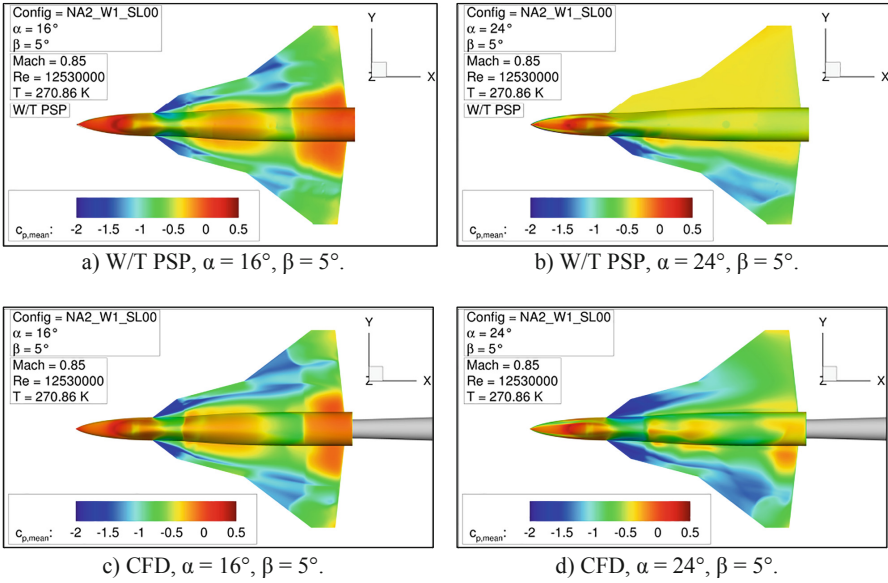 Config = NA2_W1_SL00
α = 16°
β = 5°
Mach = 0.85
Re = 12530000
T = 270.86 K
W/T PSP
Y
Z
X
c_p,mean: -2 -1.5 -1 -0.5 0 0.5
a) W/T PSP, α = 16°, β = 5°.
Config = NA2_W1_SL00
α = 24°
β = 5°
Mach = 0.85
Re = 12530000
T = 270.86 K
W/T PSP
Y
Z
X
c_p,mean: -2 -1.5 -1 -0.5 0 0.5
b) W/T PSP, α = 24°, β = 5°.
Config = NA2_W1_SL00
α = 16°
β = 5°
Mach = 0.85
Re = 12530000
T = 270.86 K
Y
Z
X
c_p,mean: -2 -1.5 -1 -0.5 0 0.5
c) CFD, α = 16°, β = 5°.
Config = NA2_W1_SL00
α = 24°
β = 5°
Mach = 0.85
Re = 12530000
T = 270.86 K
Y
Z
X
c_p,mean: -2 -1.5 -1 -0.5 0 0.5
d) CFD, α = 24°, β = 5°.